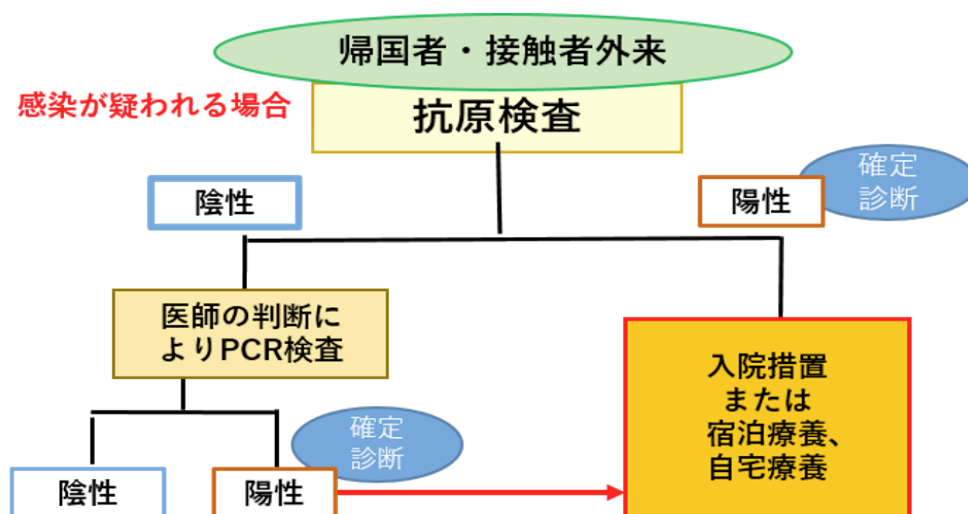 帰国者・接触者外来
感染が疑われる場合
抗原検査
陰性
陽性
確定
診断
医師の判断に
よりPCR検査
入院措置
または
宿泊療養、
自宅療養
確定
診断
陰性
陽性